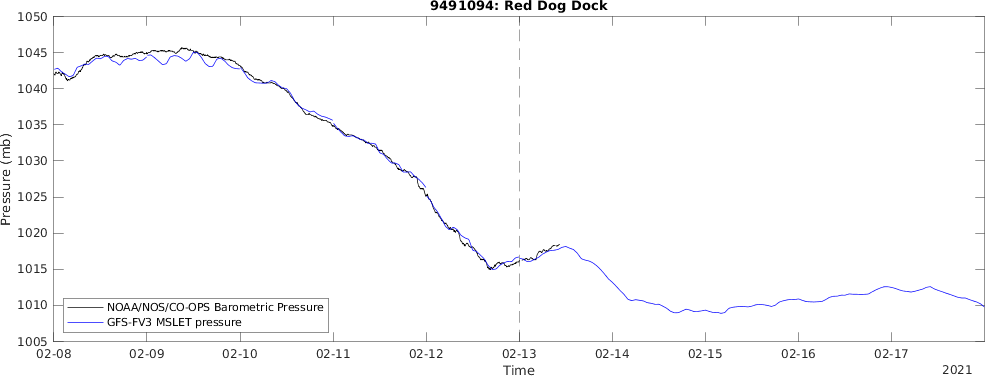 9491094: Red Dog Dock
1050
1045
1040
1035
1030
1025
1020
1015
1010
1005
Pressure (mb)
NOAA/NOS/CO-OPS Barometric Pressure
GFS-FV3 MSLET pressure
02-08 02-09 02-10 02-11 02-12 02-13 02-14 02-15 02-16 02-17
Time
2021